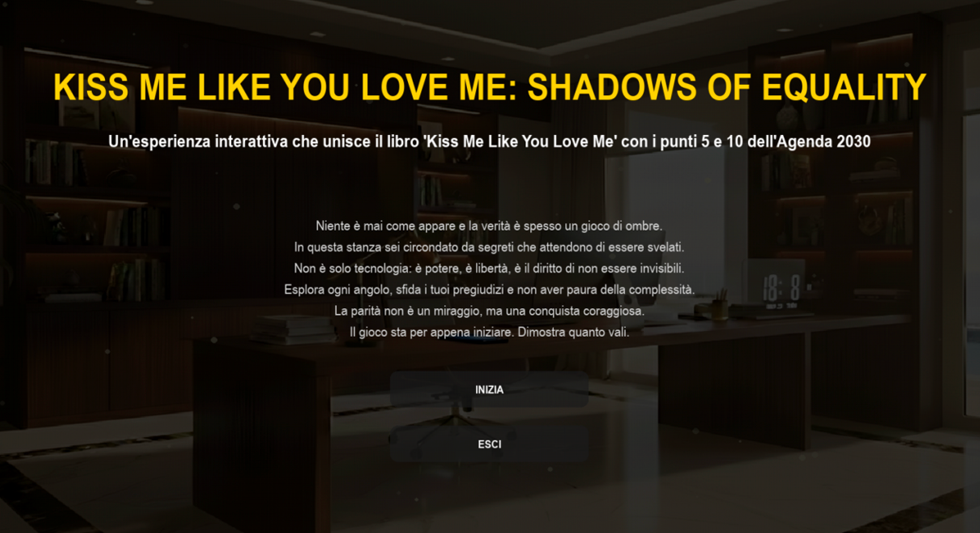 KISS ME LIKE YOU LOVE ME: SHADOWS OF EQUALITY
Un'esperienza interattiva che unisce il libro 'Kiss Me Like You Love Me' con i punti 5 e 10 dell'Agenda 2030
Niente è mai come appare e la verità è spesso un gioco di ombre.
In questa stanza sei circondato da segreti che attendono di essere svelati.
Non è solo tecnologia: è potere, è libertà, è il diritto di non essere invisibili.
Esplora ogni angolo, sfida i tuoi pregiudizi e non aver paura della complessità.
La parità non è un miraggio, ma una conquista coraggiosa.
Il gioco sta per appena iniziare. Dimostra quanto vali.
INIZIA
ESCI